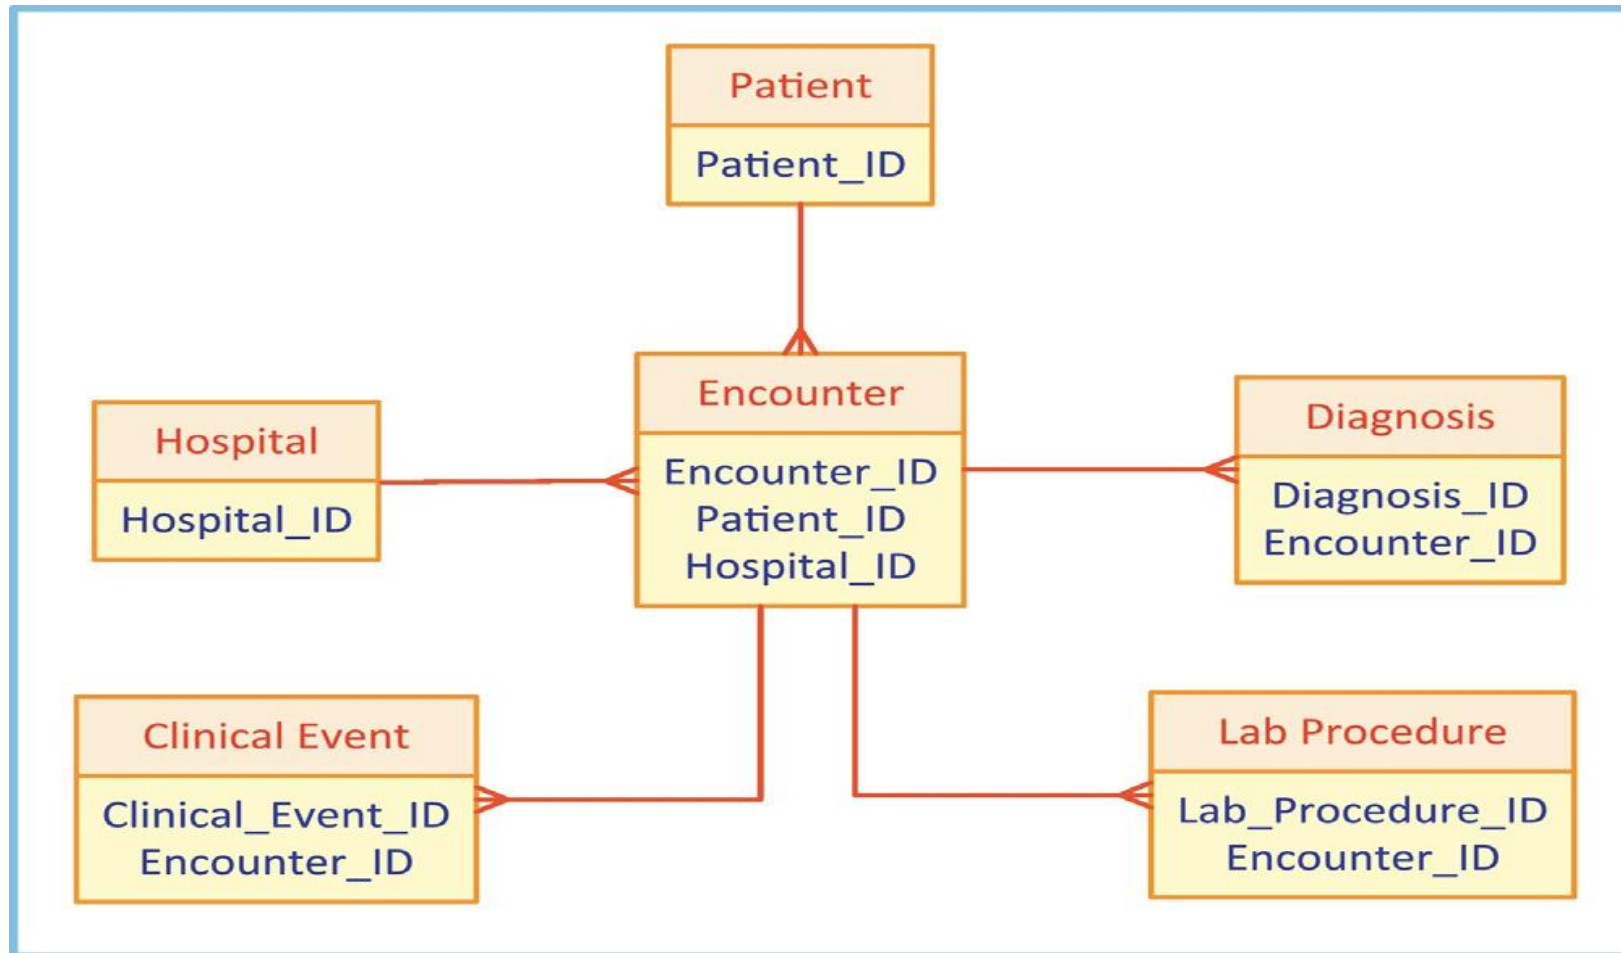 Patient
Patient_ID
Encounter
Encounter_ID
Patient_ID
Hospital_ID
Hospital
Hospital_ID
Diagnosis
Diagnosis_ID
Encounter_ID
Clinical Event
Clinical_Event_ID
Encounter_ID
Lab Procedure
Lab_Procedure_ID
Encounter_ID